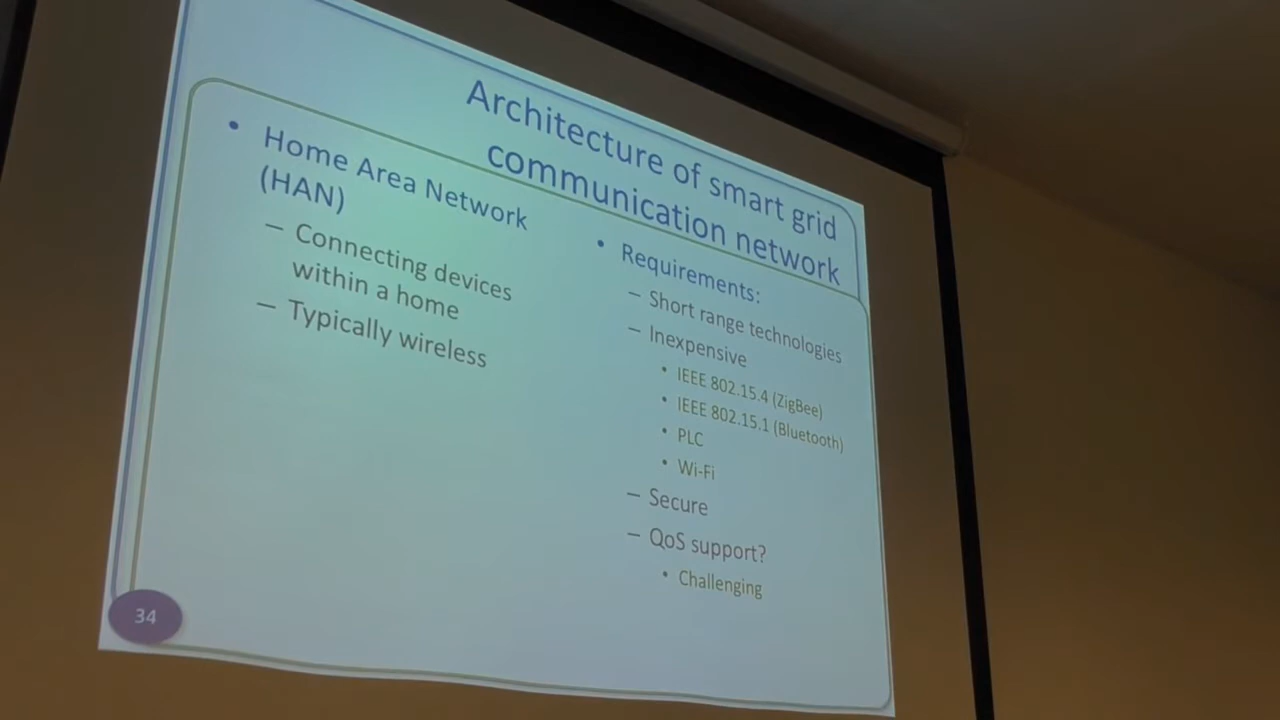 Architecture of smart grid
communication network
• Home Area Network
(HAN)
– Connecting devices
within a home
– Typically wireless
• Requirements:
– Short range technologies
– Inexpensive
• IEEE 802.15.4 (ZigBee)
• IEEE 802.15.1 (Bluetooth)
• PLC
• Wi-Fi
– Secure
– QoS support?
• Challenging
34